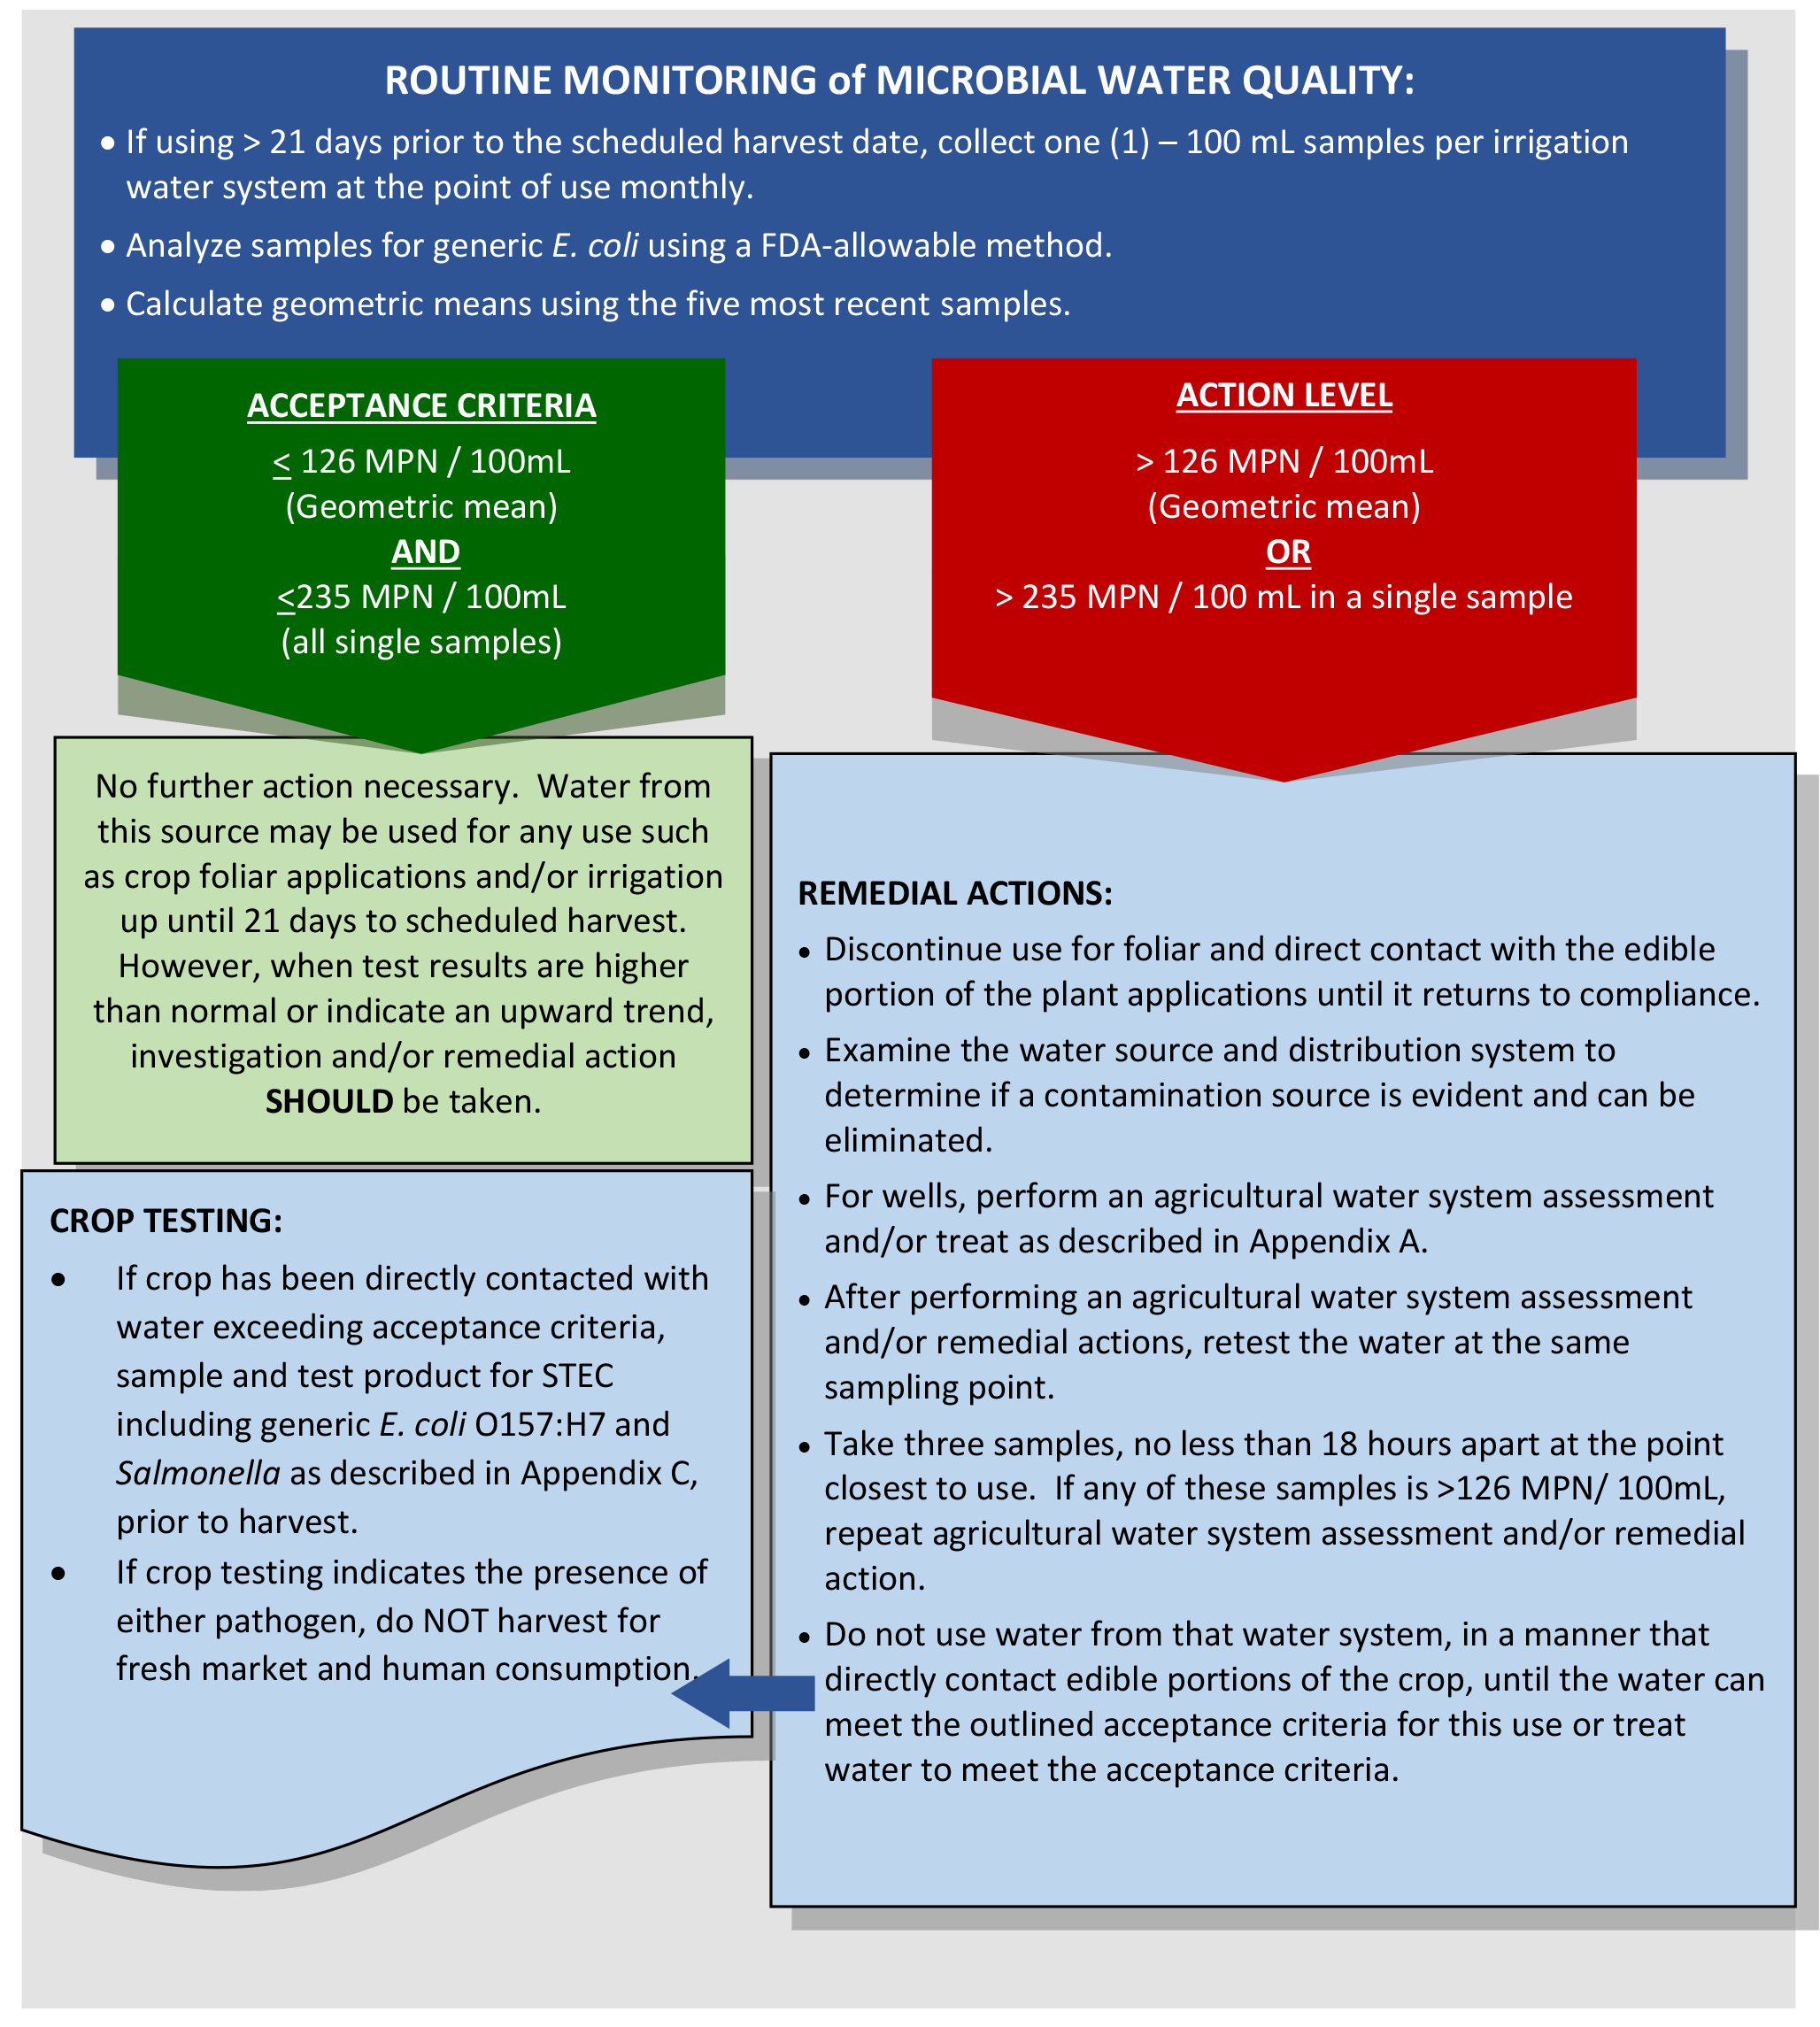 ROUTINE MONITORING of MICROBIAL WATER QUALITY:
• If using > 21 days prior to the scheduled harvest date, collect one (1) – 100 mL samples per irrigation
water system at the point of use monthly.
• Analyze samples for generic E. coli using a FDA-allowable method.
• Calculate geometric means using the five most recent samples.
ACCEPTANCE CRITERIA
≤ 126 MPN / 100mL
(Geometric mean)
AND
≤235 MPN / 100mL
(all single samples)
ACTION LEVEL
> 126 MPN / 100mL
(Geometric mean)
OR
> 235 MPN / 100 mL in a single sample
No further action necessary. Water from
this source may be used for any use such
as crop foliar applications and/or irrigation
up until 21 days to scheduled harvest.
However, when test results are higher
than normal or indicate an upward trend,
investigation and/or remedial action
SHOULD be taken.
CROP TESTING:
• If crop has been directly contacted with
water exceeding acceptance criteria,
sample and test product for STEC
including generic E. coli O157:H7 and
Salmonella as described in Appendix C,
prior to harvest.
• If crop testing indicates the presence of
either pathogen, do NOT harvest for
fresh market and human consumption.
REMEDIAL ACTIONS:
• Discontinue use for foliar and direct contact with the edible
portion of the plant applications until it returns to compliance.
• Examine the water source and distribution system to
determine if a contamination source is evident and can be
eliminated.
• For wells, perform an agricultural water system assessment
and/or treat as described in Appendix A.
• After performing an agricultural water system assessment
and/or remedial actions, retest the water at the same
sampling point.
• Take three samples, no less than 18 hours apart at the point
closest to use. If any of these samples is >126 MPN/ 100mL,
repeat agricultural water system assessment and/or remedial
action.
• Do not use water from that water system, in a manner that
directly contact edible portions of the crop, until the water can
meet the outlined acceptance criteria for this use or treat
water to meet the acceptance criteria.